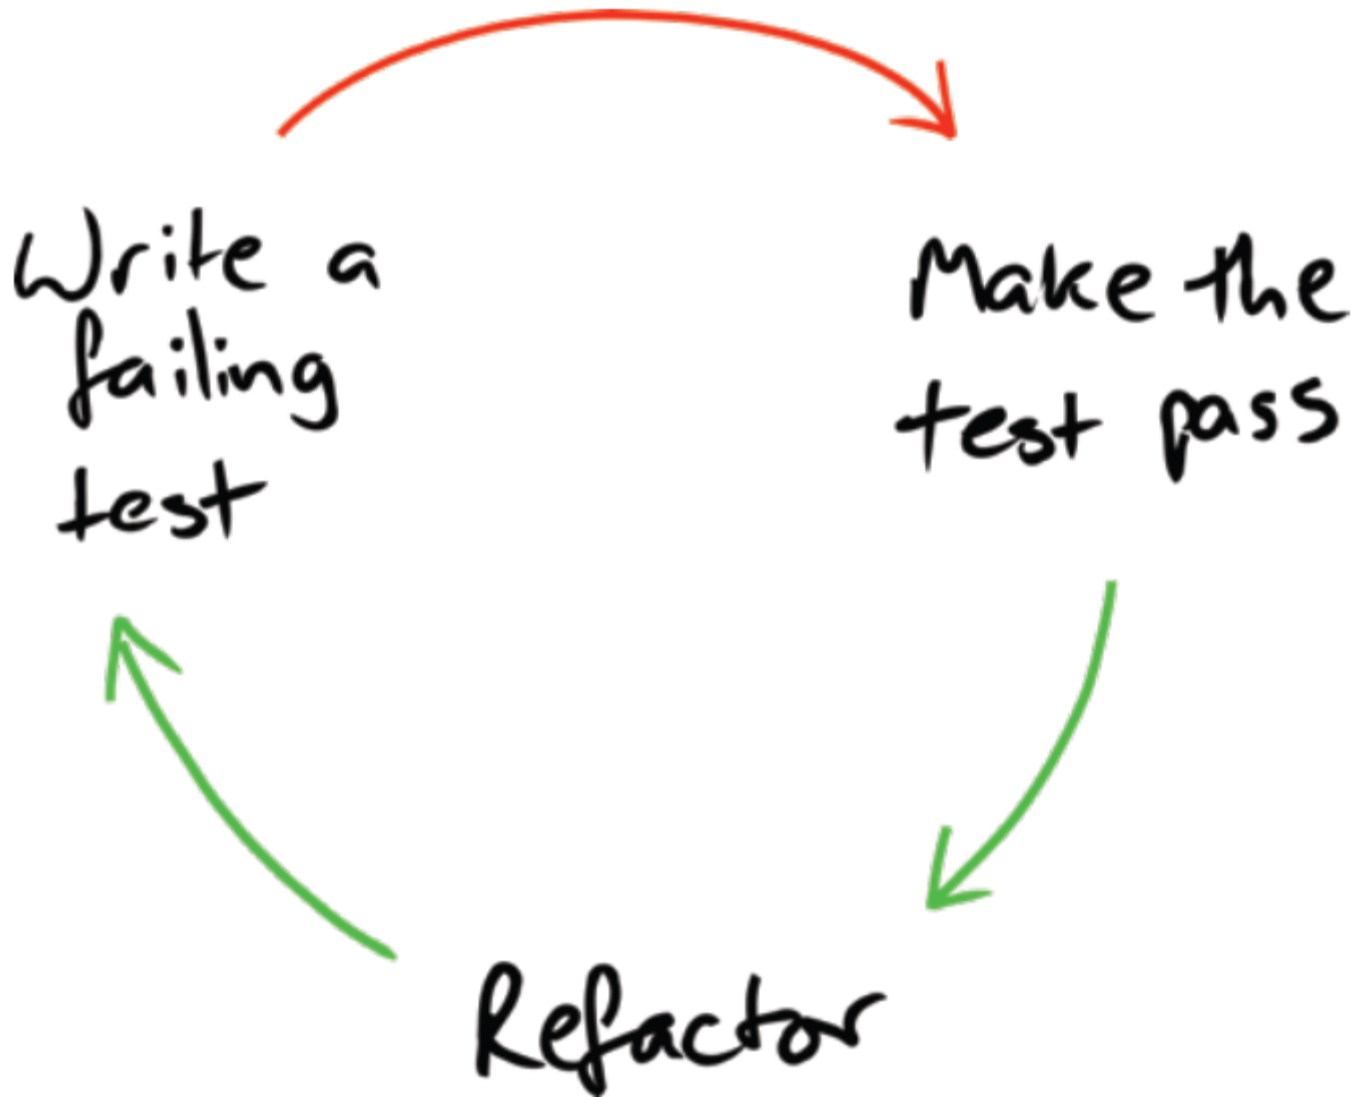 Write a
failing
test
Make the
test pass
Refactor